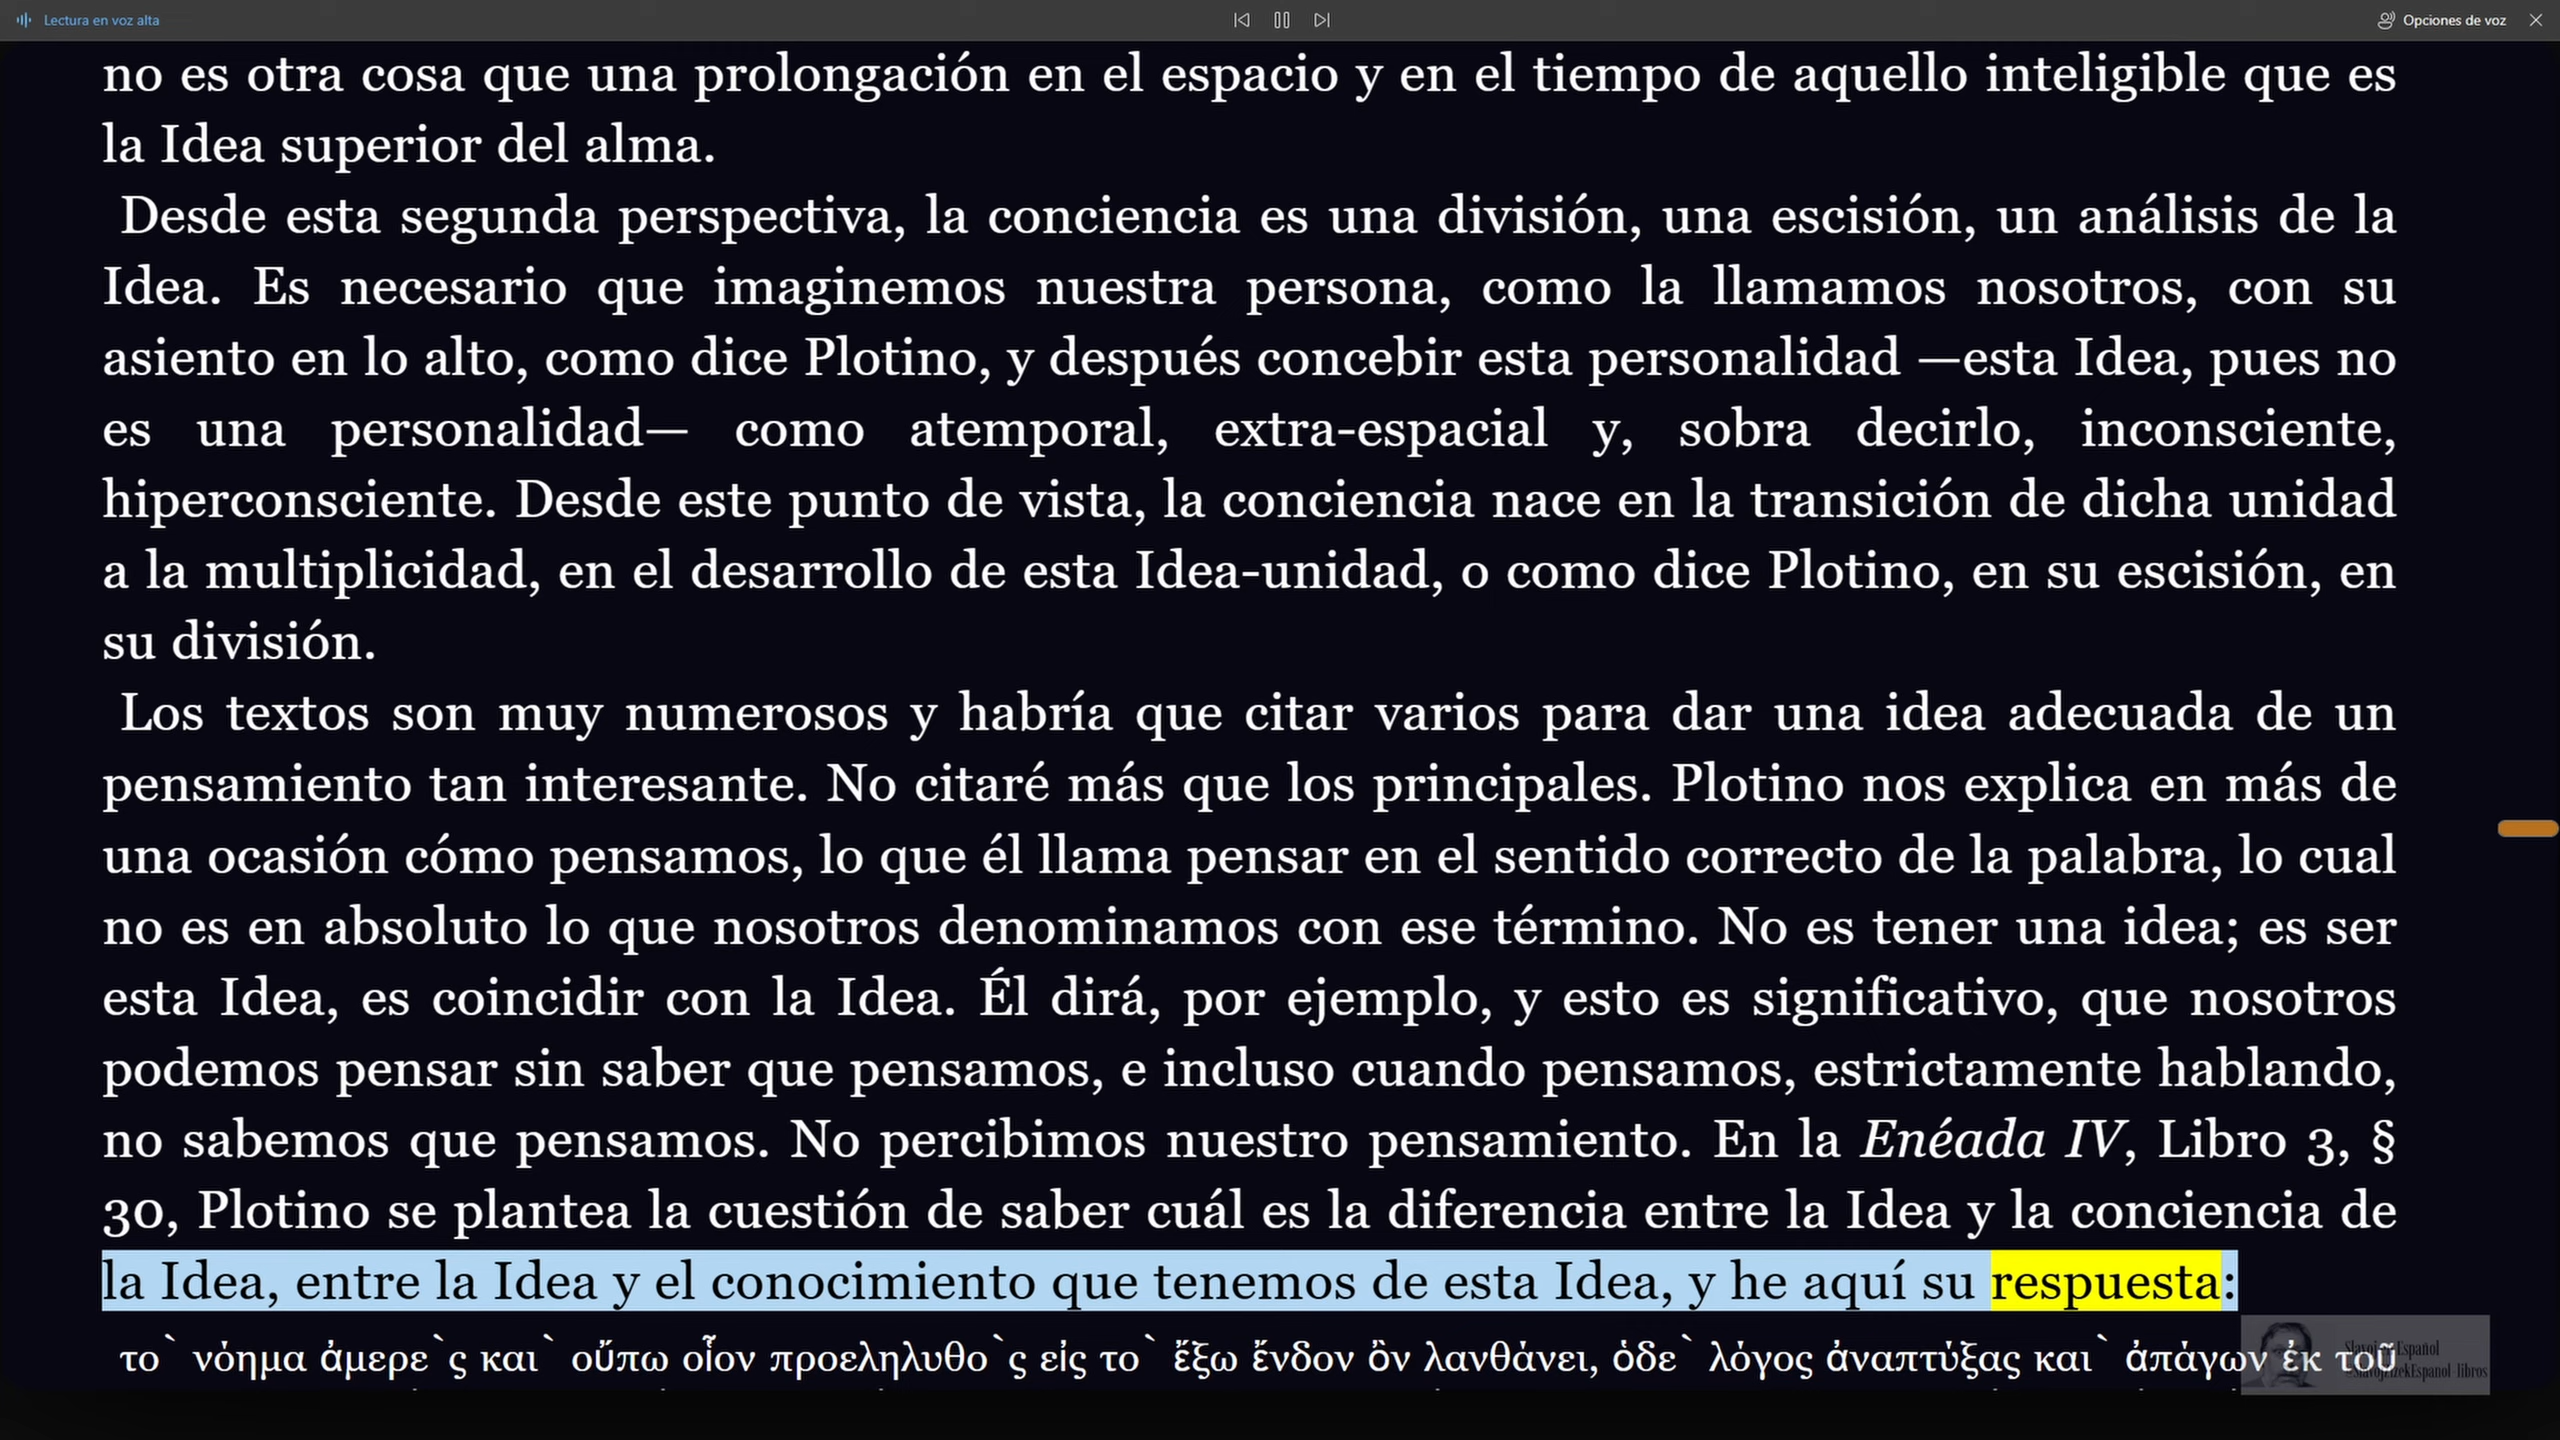 Lectura en voz alta
Opciones de voz
no es otra cosa que una prolongación en el espacio y en el tiempo de aquello inteligible que es
la Idea superior del alma.
Desde esta segunda perspectiva, la conciencia es una división, una escisión, un análisis de la
Idea. Es necesario que imaginemos nuestra persona, como la llamamos nosotros, con su
asiento en lo alto, como dice Plotino, y después concebir esta personalidad —esta Idea, pues no
es una personalidad— como atemporal, extra-espacial y, sobra decirlo, inconsciente,
hiperconsciente. Desde este punto de vista, la conciencia nace en la transición de dicha unidad
a la multiplicidad, en el desarrollo de esta Idea-unidad, o como dice Plotino, en su escisión, en
su división.
Los textos son muy numerosos y habría que citar varios para dar una idea adecuada de un
pensamiento tan interesante. No citaré más que los principales. Plotino nos explica en más de
una ocasión cómo pensamos, lo que él llama pensar en el sentido correcto de la palabra, lo cual
no es en absoluto lo que nosotros denominamos con ese término. No es tener una idea; es ser
esta Idea, es coincidir con la Idea. Él dirá, por ejemplo, y esto es significativo, que nosotros
podemos pensar sin saber que pensamos, e incluso cuando pensamos, estrictamente hablando,
no sabemos que pensamos. No percibimos nuestro pensamiento. En la Enéada IV, Libro 3, §
30, Plotino se plantea la cuestión de saber cuál es la diferencia entre la Idea y la conciencia de
la Idea, entre la Idea y el conocimiento que tenemos de esta Idea, y he aquí su respuesta:
το` νόημα ἀμερε`ς και` οὔπω οἷον προεληλυθο`ς εἰς το` ἔξω ἔνδον ὂν λανθάνει, ὁδε` λόγος ἀναπτύξας και` ἀπάγων ἐκ τοῦ
Slavoj Español
@SlavojZizekEspañol-libros